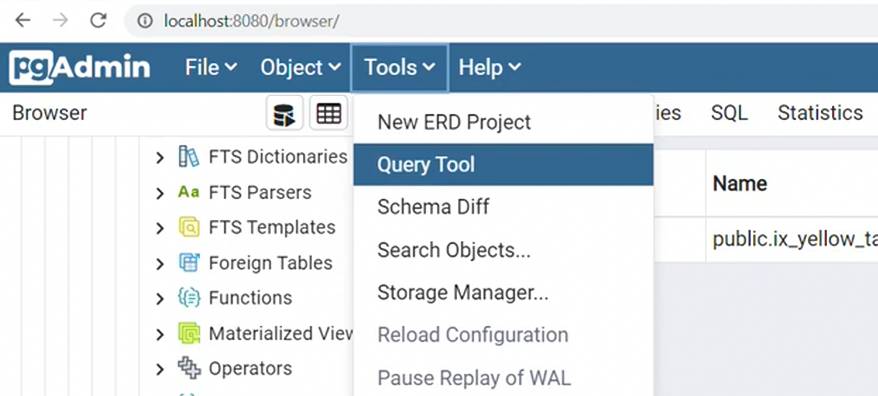 localhost:8080/browser/
pgAdmin File Object Tools Help
Browser
ies SQL Statistics
New ERD Project
Query Tool
Schema Diff
Search Objects...
Storage Manager...
Reload Configuration
Pause Replay of WAL
FTS Dictionaries
Aa FTS Parsers
FTS Templates
Foreign Tables
Functions
Materialized View
Operators
Name
public.ix_yellow_ta